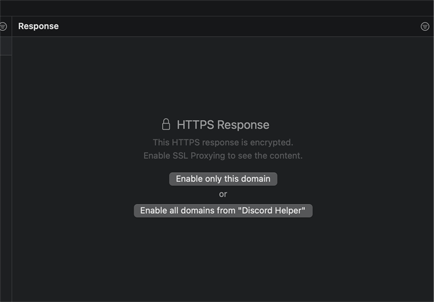 Response
HTTPS Response
This HTTPS response is encrypted.
Enable SSL Proxying to see the content.
Enable only this domain
or
Enable all domains from "Discord Helper"